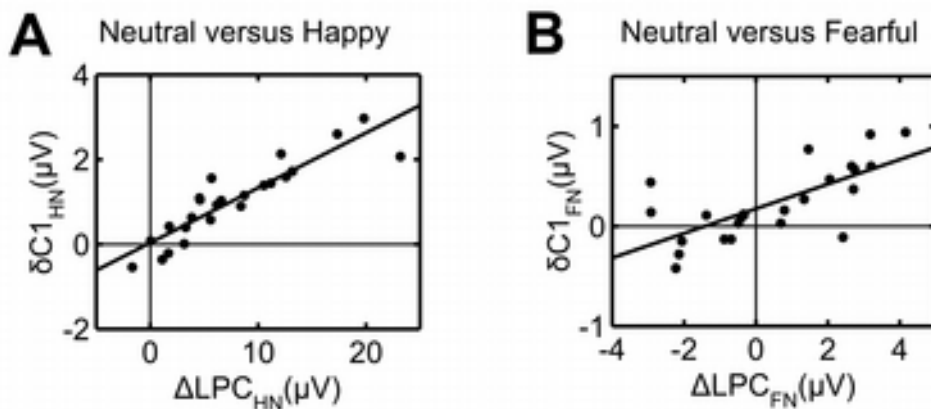 A Neutral versus Happy
4
2
0
-2
0 10 20
δC1HN(μV)
ΔLPCHN(μV)
B Neutral versus Fearful
1
0
-1
-4 -2 0 2 4
δC1FN(μV)
ΔLPCFN(μV)